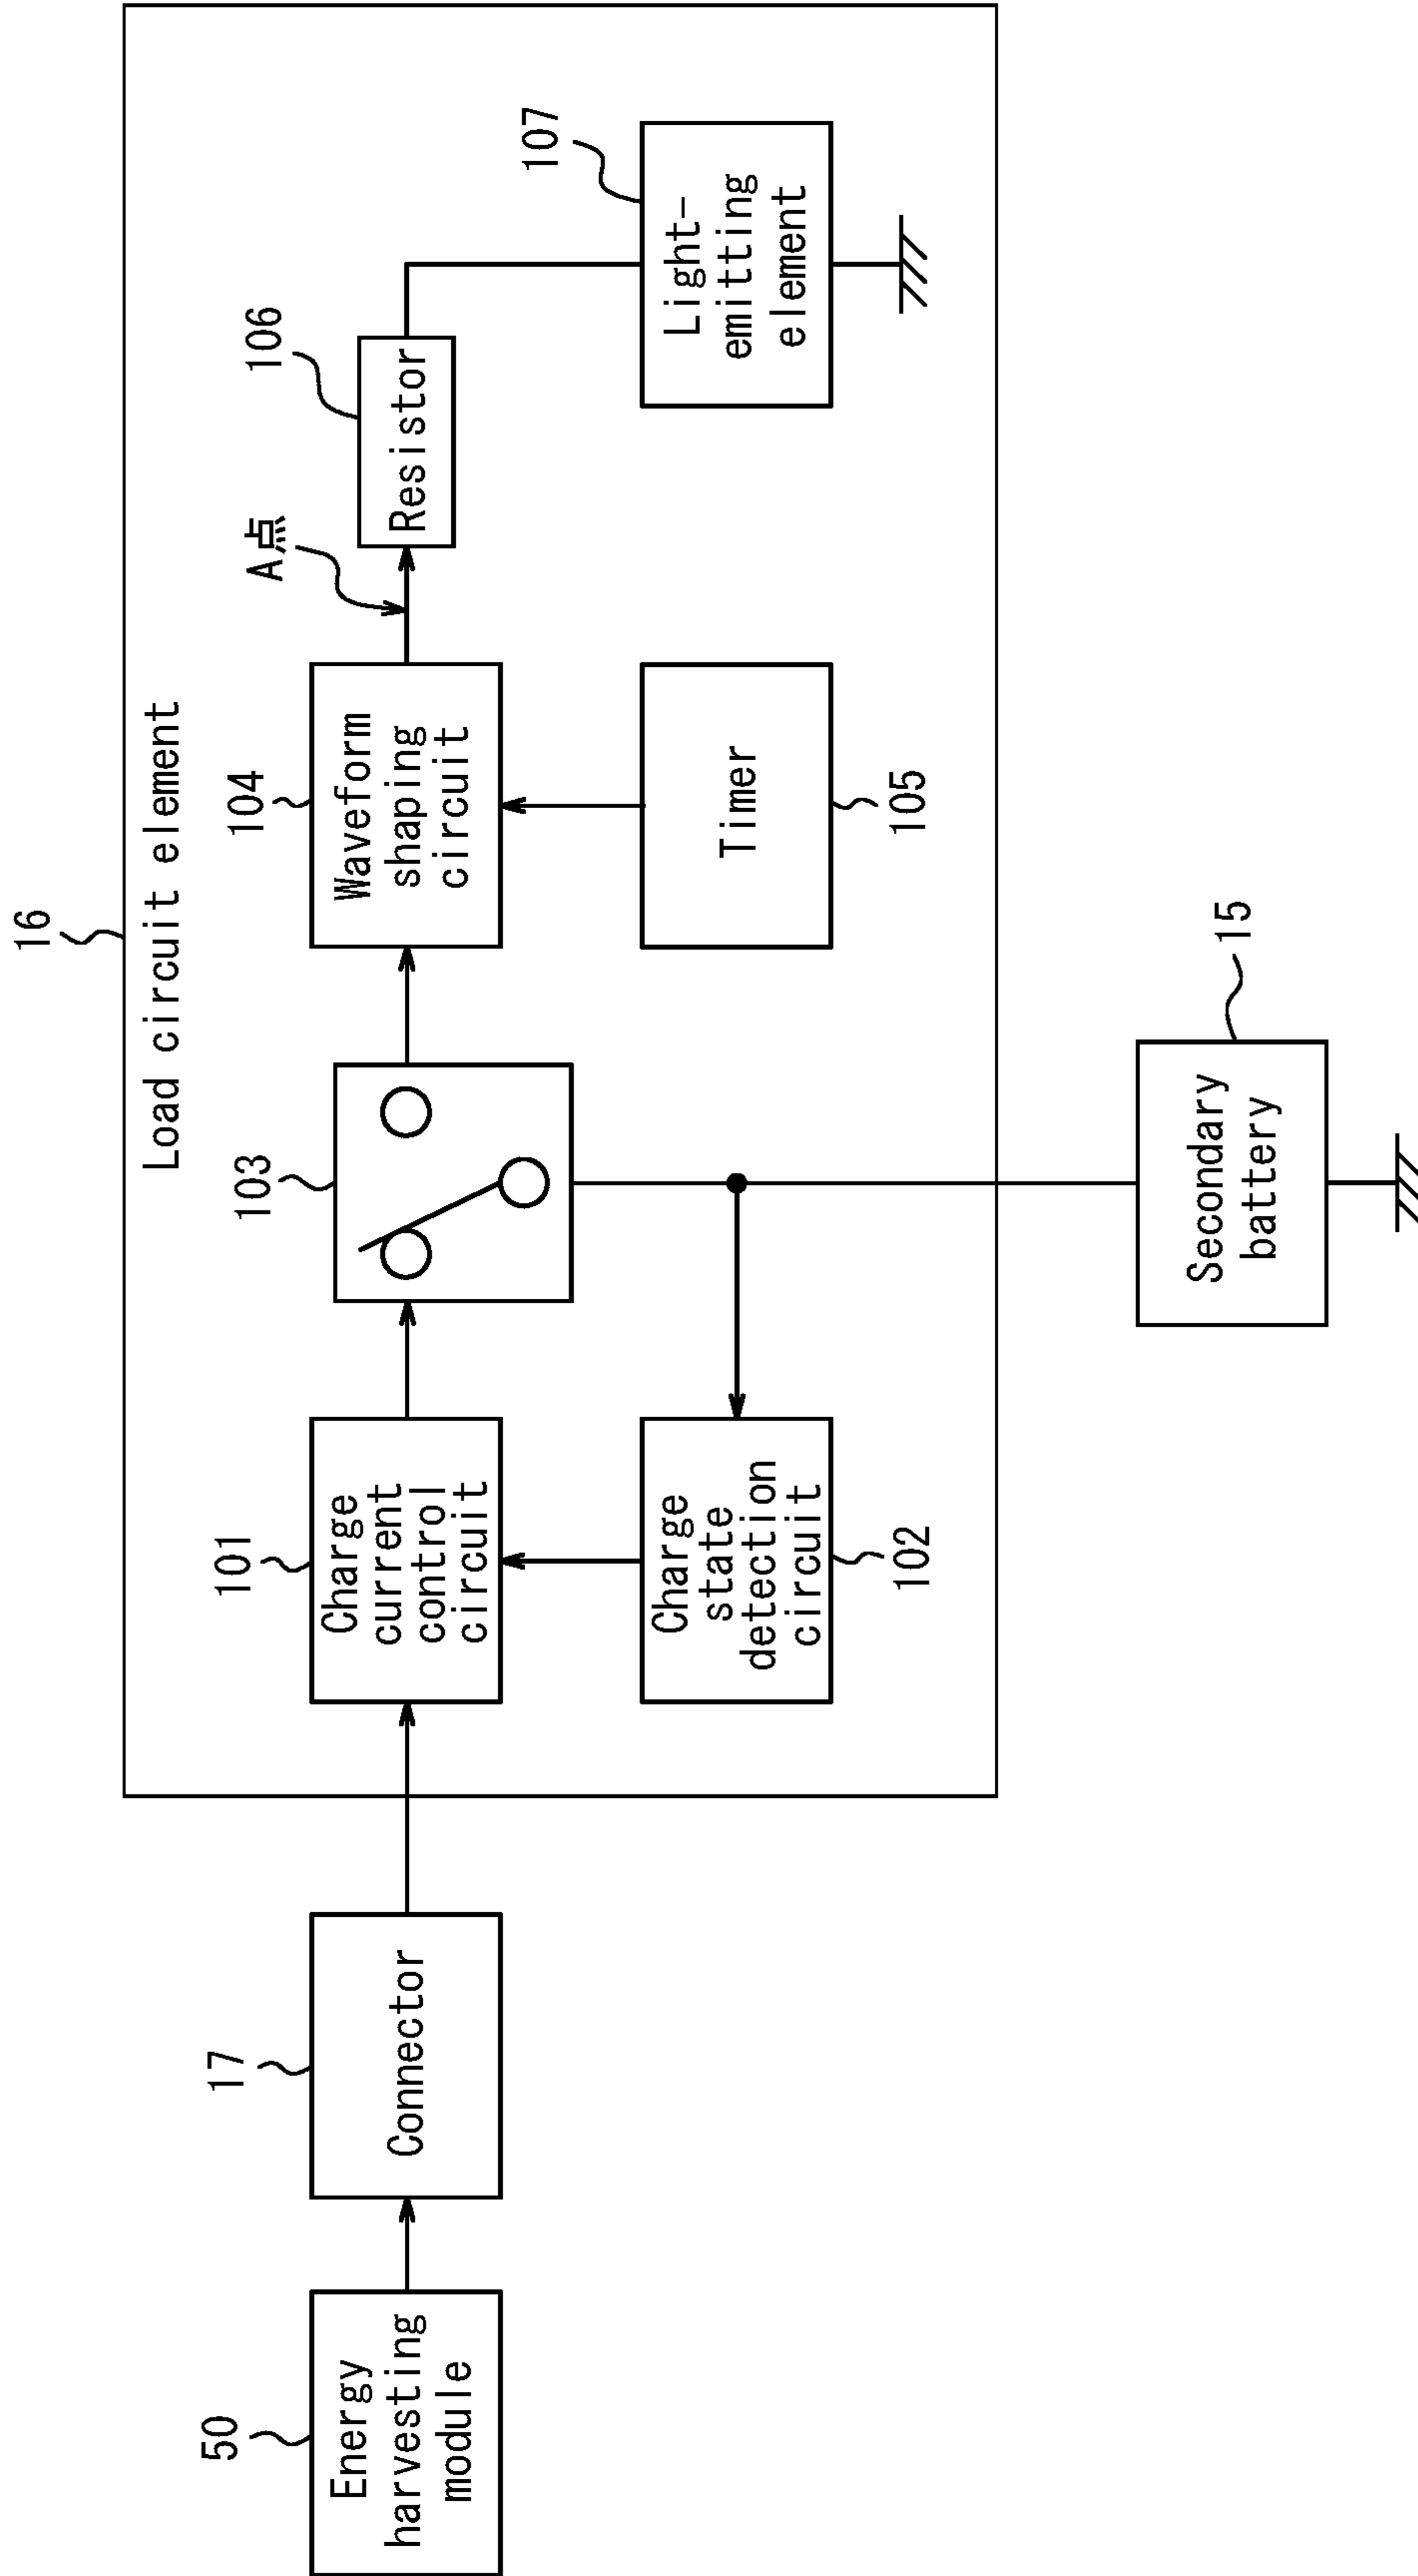 16
Load circuit element
50
Energy
harvesting
module
17
Connector
101
Charge
current
control
circuit
102
Charge
state
detection
circuit
103
104
Waveform
shaping
circuit
105
Timer
A点
106
Resistor
107
Light-
emitting
element
15
Secondary
battery